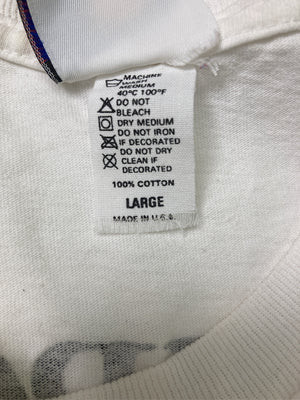 MACHINE
WASH
MEDIUM
40°C 100°F
DO NOT
BLEACH
DRY MEDIUM
DO NOT IRON
IF DECORATED
DO NOT DRY
CLEAN IF
DECORATED
100% COTTON
LARGE
MADE IN U.S.A.